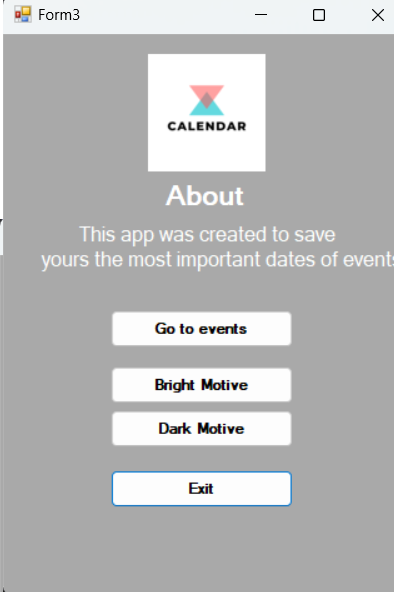 Form3
CALENDAR
About
This app was created to save
yours the most important dates of events
Go to events
Bright Motive
Dark Motive
Exit